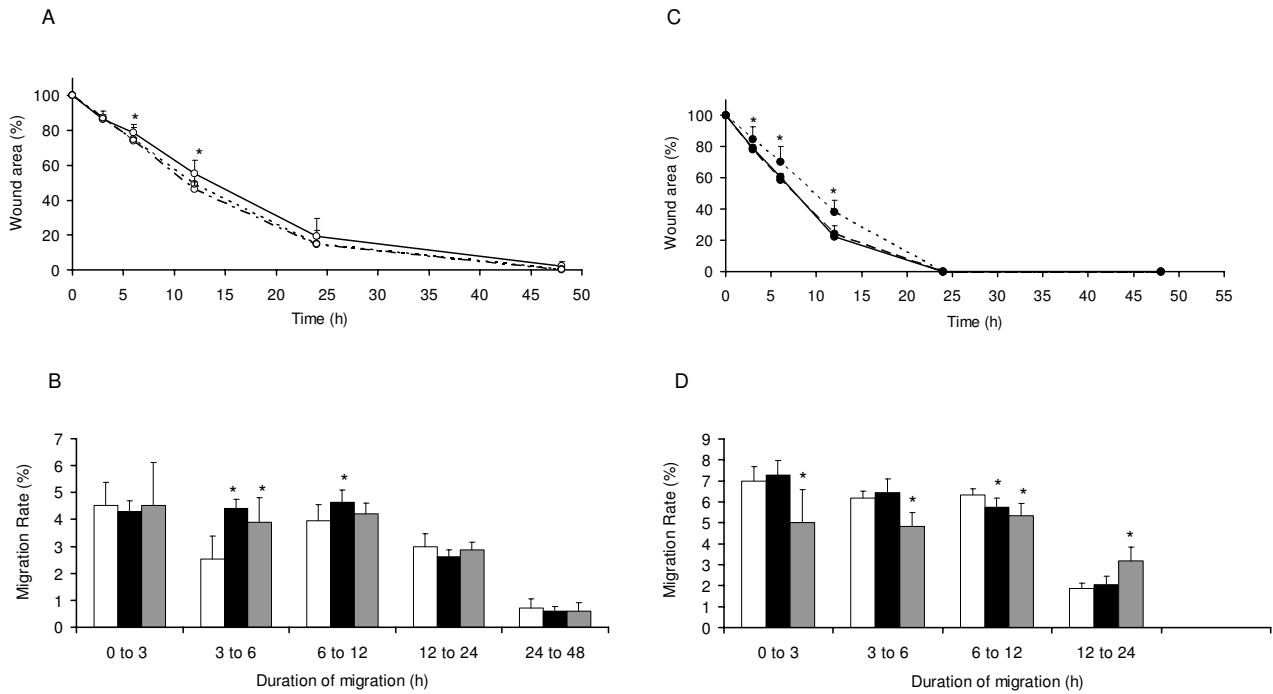 A
Wound area (%)
100
80
60
40
20
0
* *
0 5 10 15 20 25 30 35 40 45 50
Time (h)
C
Wound area (%)
100
80
60
40
20
0
* * *
0 5 10 15 20 25 30 35 40 45 50 55
Time (h)
B
Migration Rate (%)
7
6
5
4
3
2
1
0
* * *
0 to 3 3 to 6 6 to 12 12 to 24 24 to 48
Duration of migration (h)
D
Migration Rate (%)
9
8
7
6
5
4
3
2
1
0
* * * * *
0 to 3 3 to 6 6 to 12 12 to 24
Duration of migration (h)